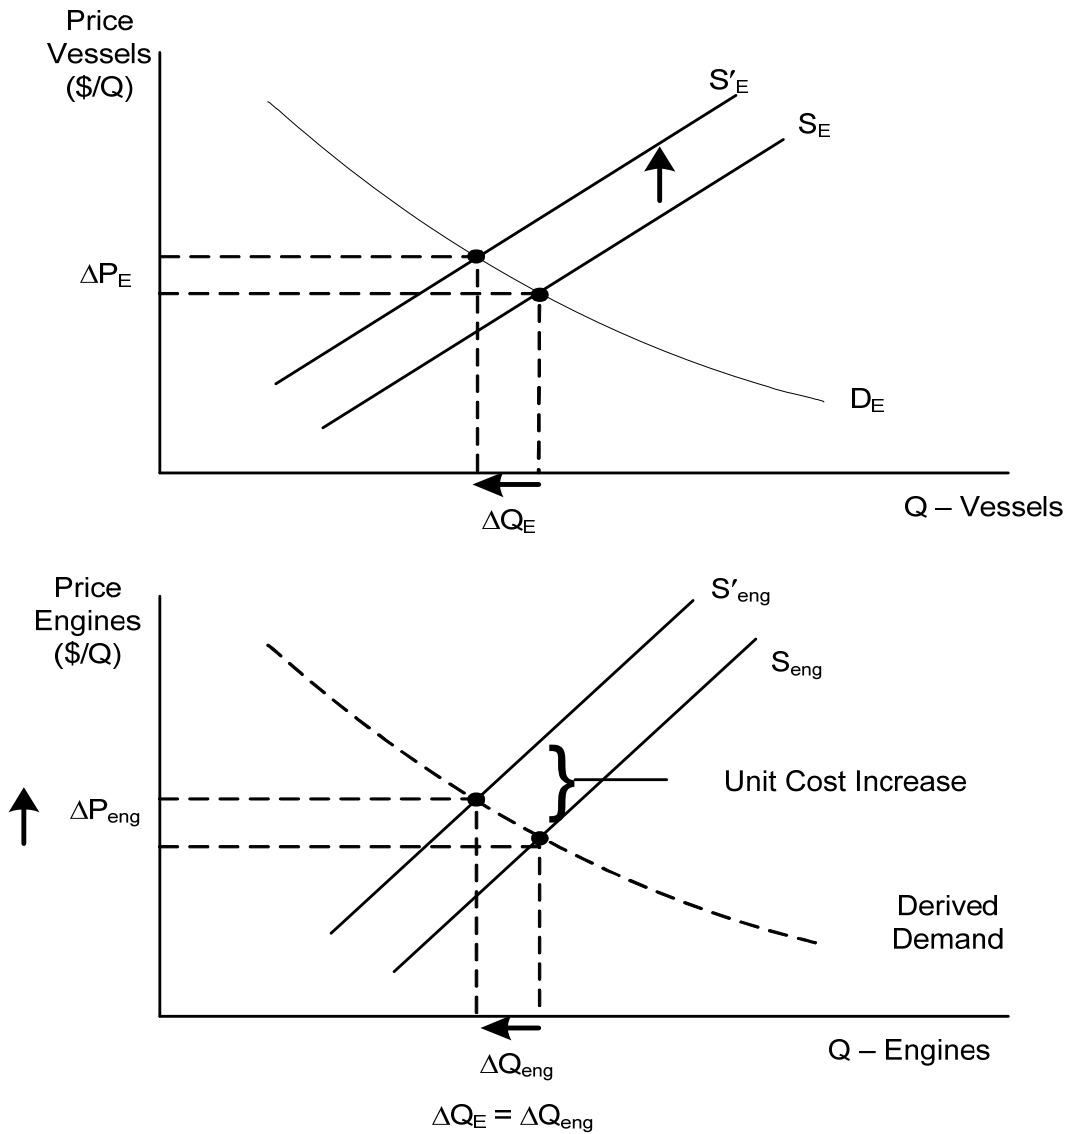 Price
Vessels
($/Q)
S′E
SE
ΔPE
DE
ΔQE
Q – Vessels
Price
Engines
($/Q)
S′eng
Seng
}
Unit Cost Increase
ΔPeng
Derived
Demand
ΔQeng
Q – Engines
ΔQE = ΔQeng